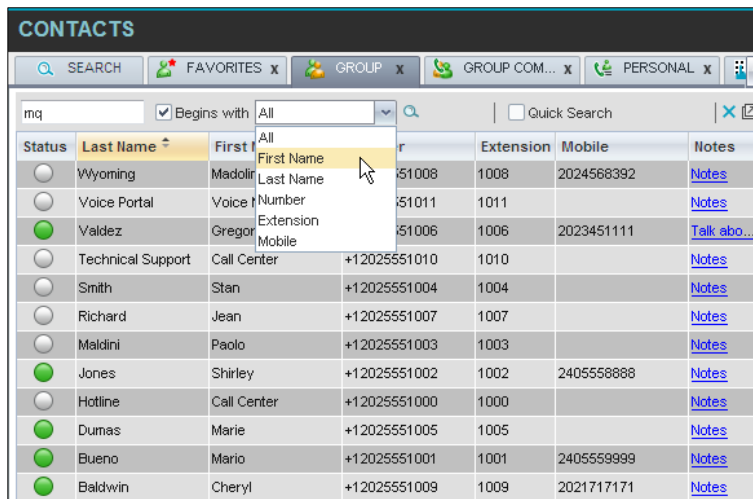 CONTACTS
SEARCH FAVORITES x GROUP x GROUP COM... x PERSONAL x
mq Begins with All Quick Search
All
First Name
Last Name
Number
Extension
Mobile
Status Last Name First Extension Mobile Notes
Wyoming 51008 1008 2024568392 Notes
Voice Portal Voice 51011 1011 Notes
Valdez 51006 1006 2023451111 Talk abo...
Technical Support Call Center +12025551010 1010 Notes
Smith Stan +12025551004 1004 Notes
Richard Jean +12025551007 1007 Notes
Maldini Paolo +12025551003 1003 Notes
Jones Shirley +12025551002 1002 2405558888 Notes
Hotline Call Center +12025551000 1000 Notes
Dumas Marie +12025551005 1005 Notes
Bueno Mario +12025551001 1001 2405559999 Notes
Baldwin Cheryl +12025551009 1009 2021717171 Notes